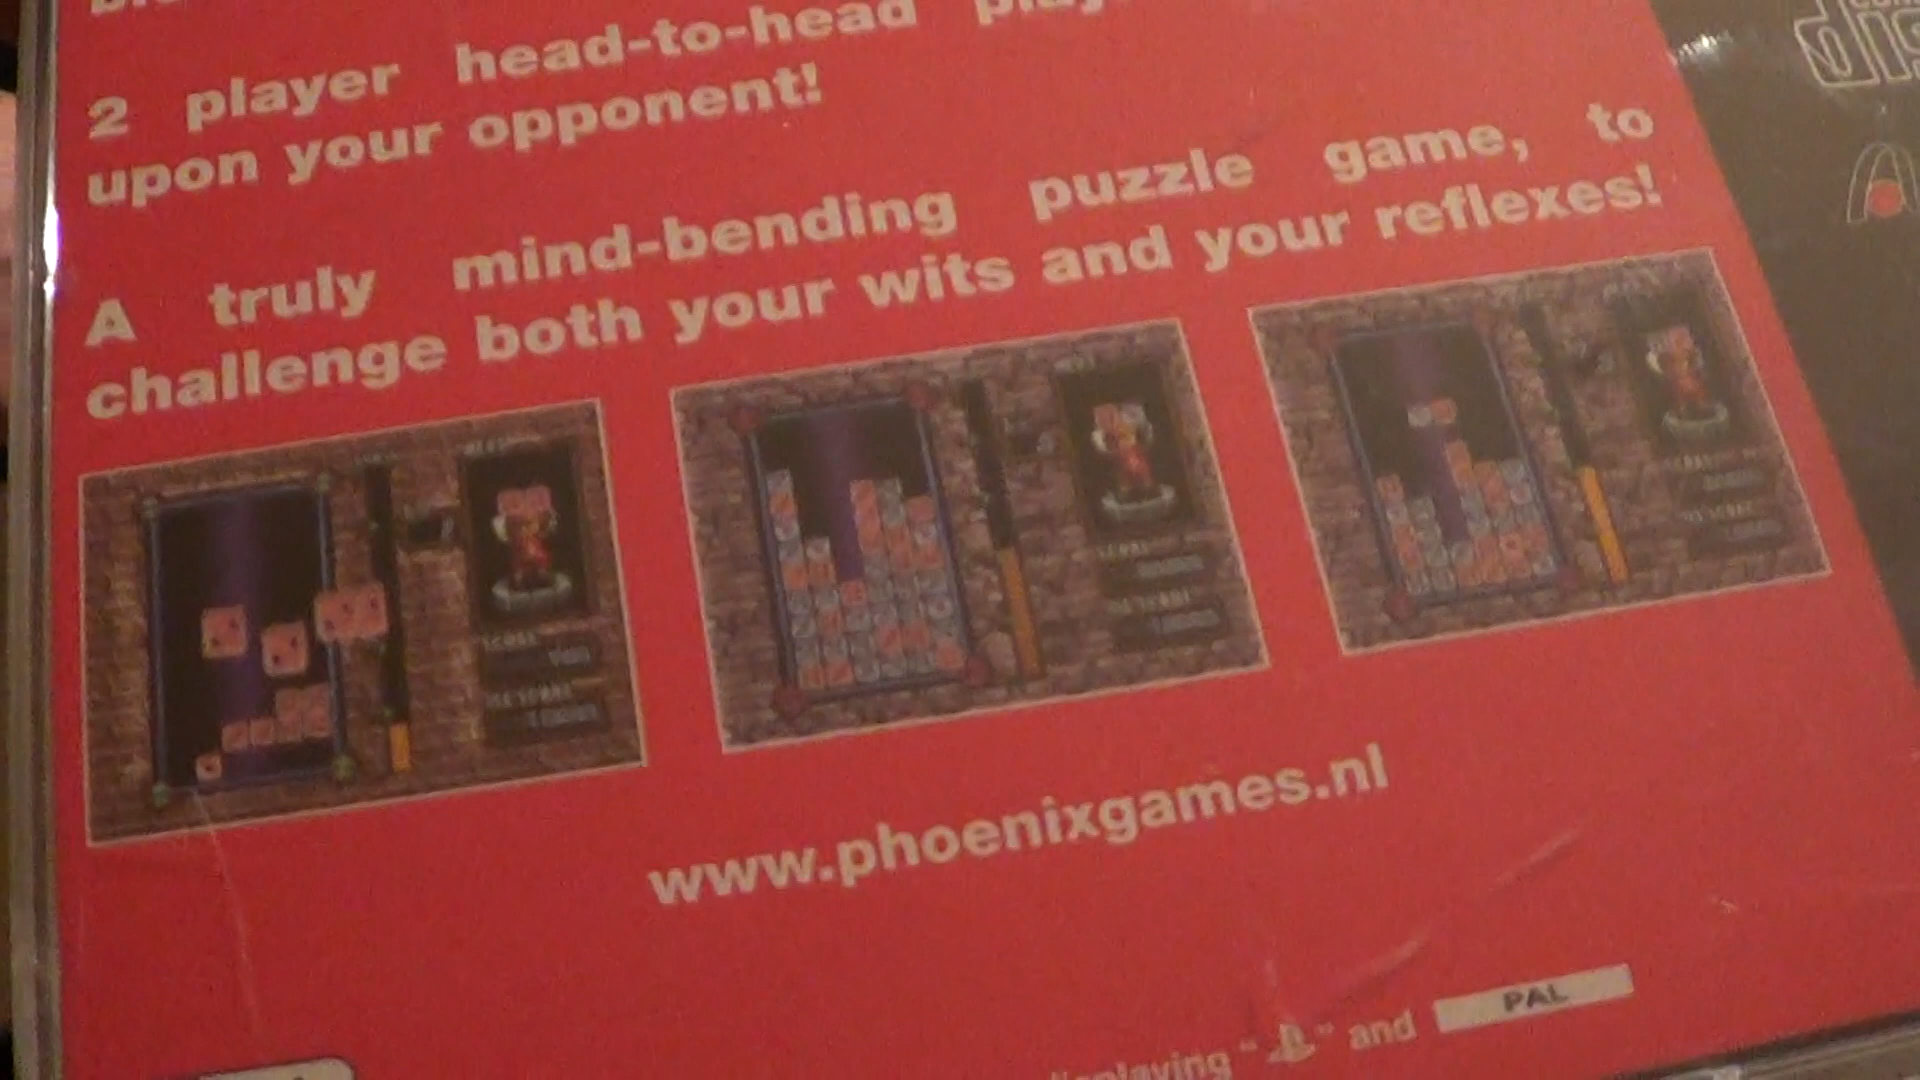 2 player head-to-head
upon your opponent!
A truly mind-bending puzzle game, to
challenge both your wits and your reflexes!
www.phoenixgames.nl
displaying " " and PAL